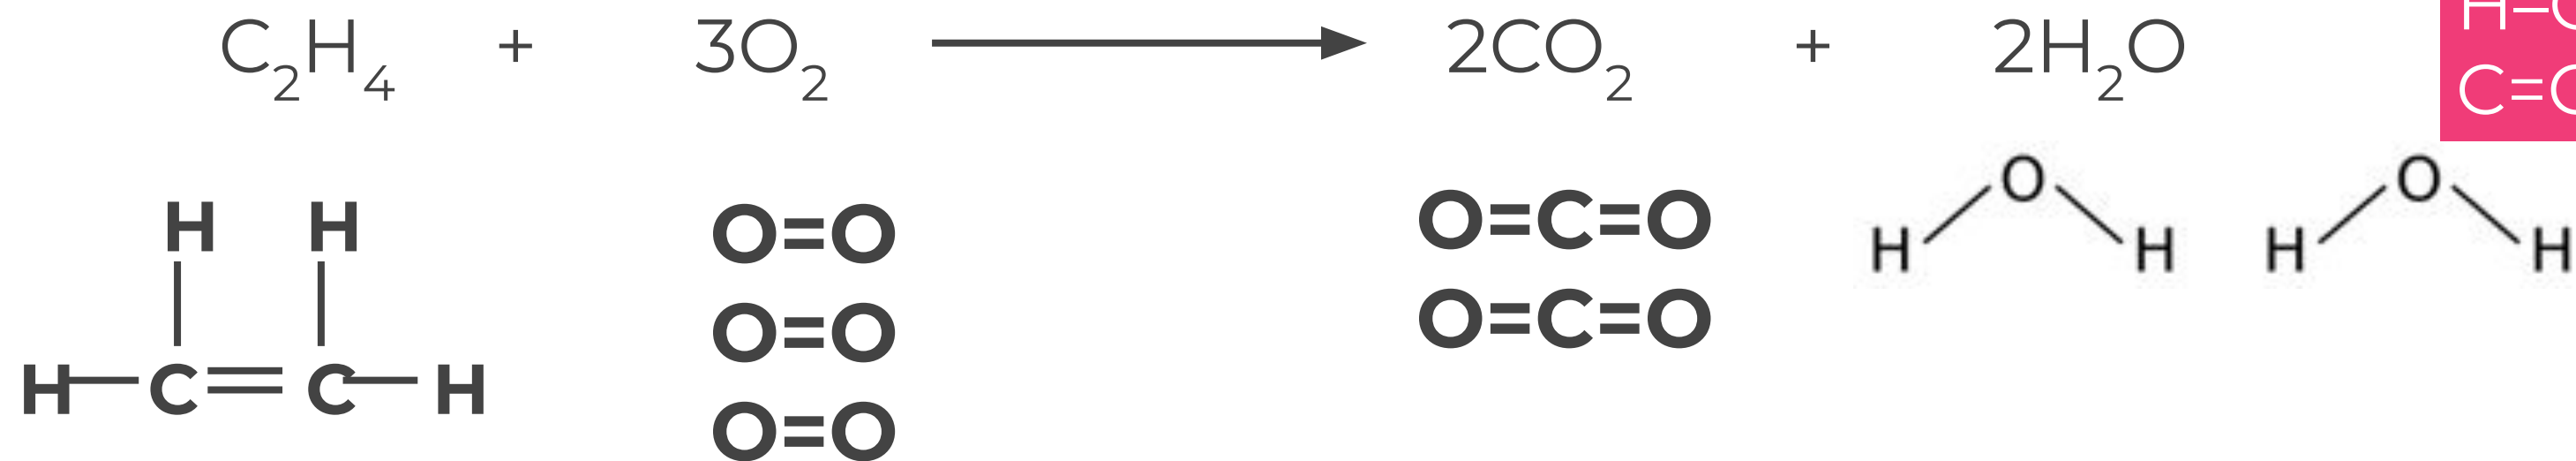 C₂H₄ + 3O₂ → 2CO₂ + 2H₂O
H–
C=
H H
H–C=C–H
O=O
O=O
O=O
O=C=O
O=C=O
O O
H H H H